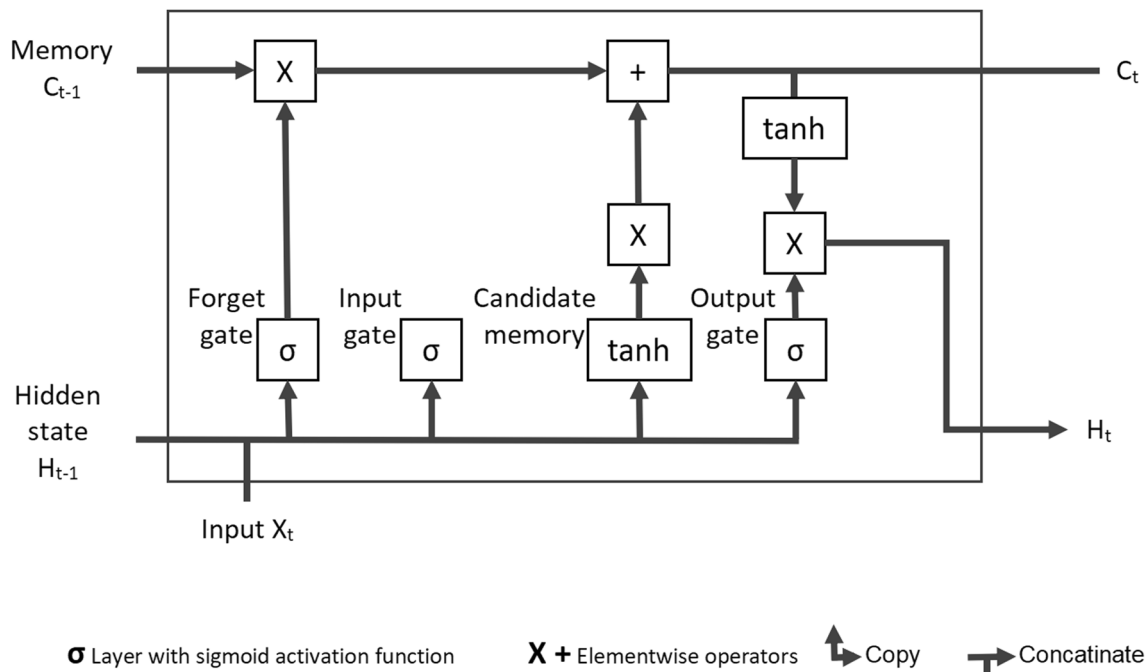 Memory
Ct-1
X
+
Ct
tanh
X
X
Forget
gate
σ
Input
gate
σ
Candidate
memory
tanh
Output
gate
σ
Hidden
state
Ht-1
Ht
Input Xt
σ Layer with sigmoid activation function
X + Elementwise operators
Copy
Concatinate